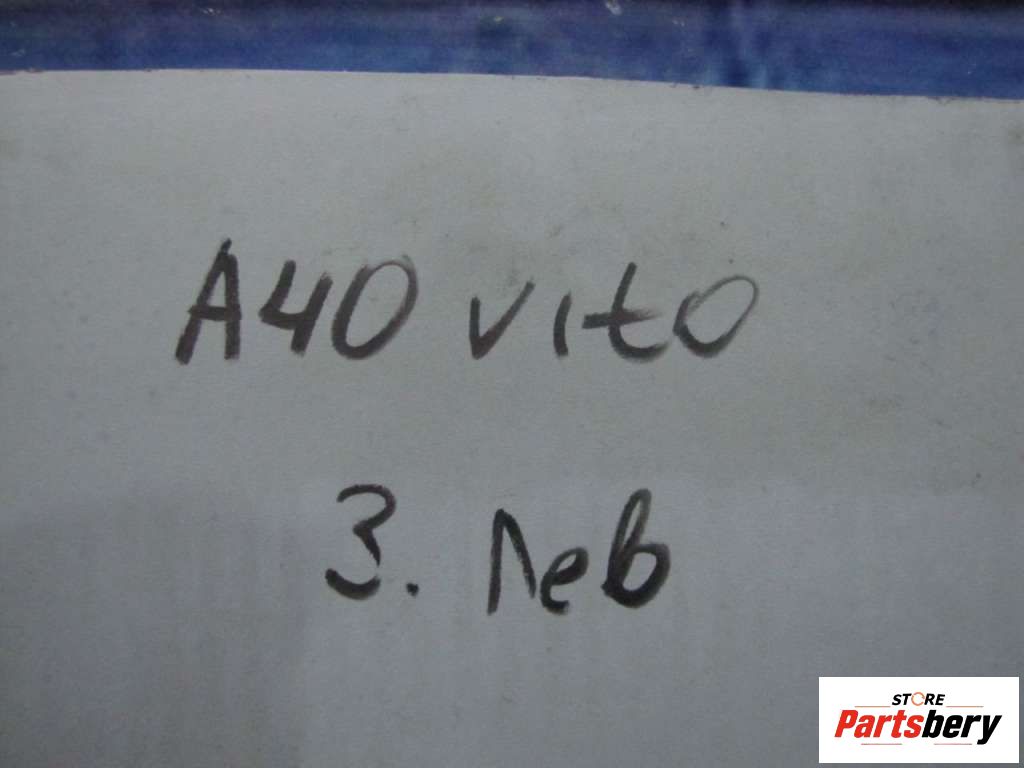 A40 vito
3. лев
STORE
Partsbery